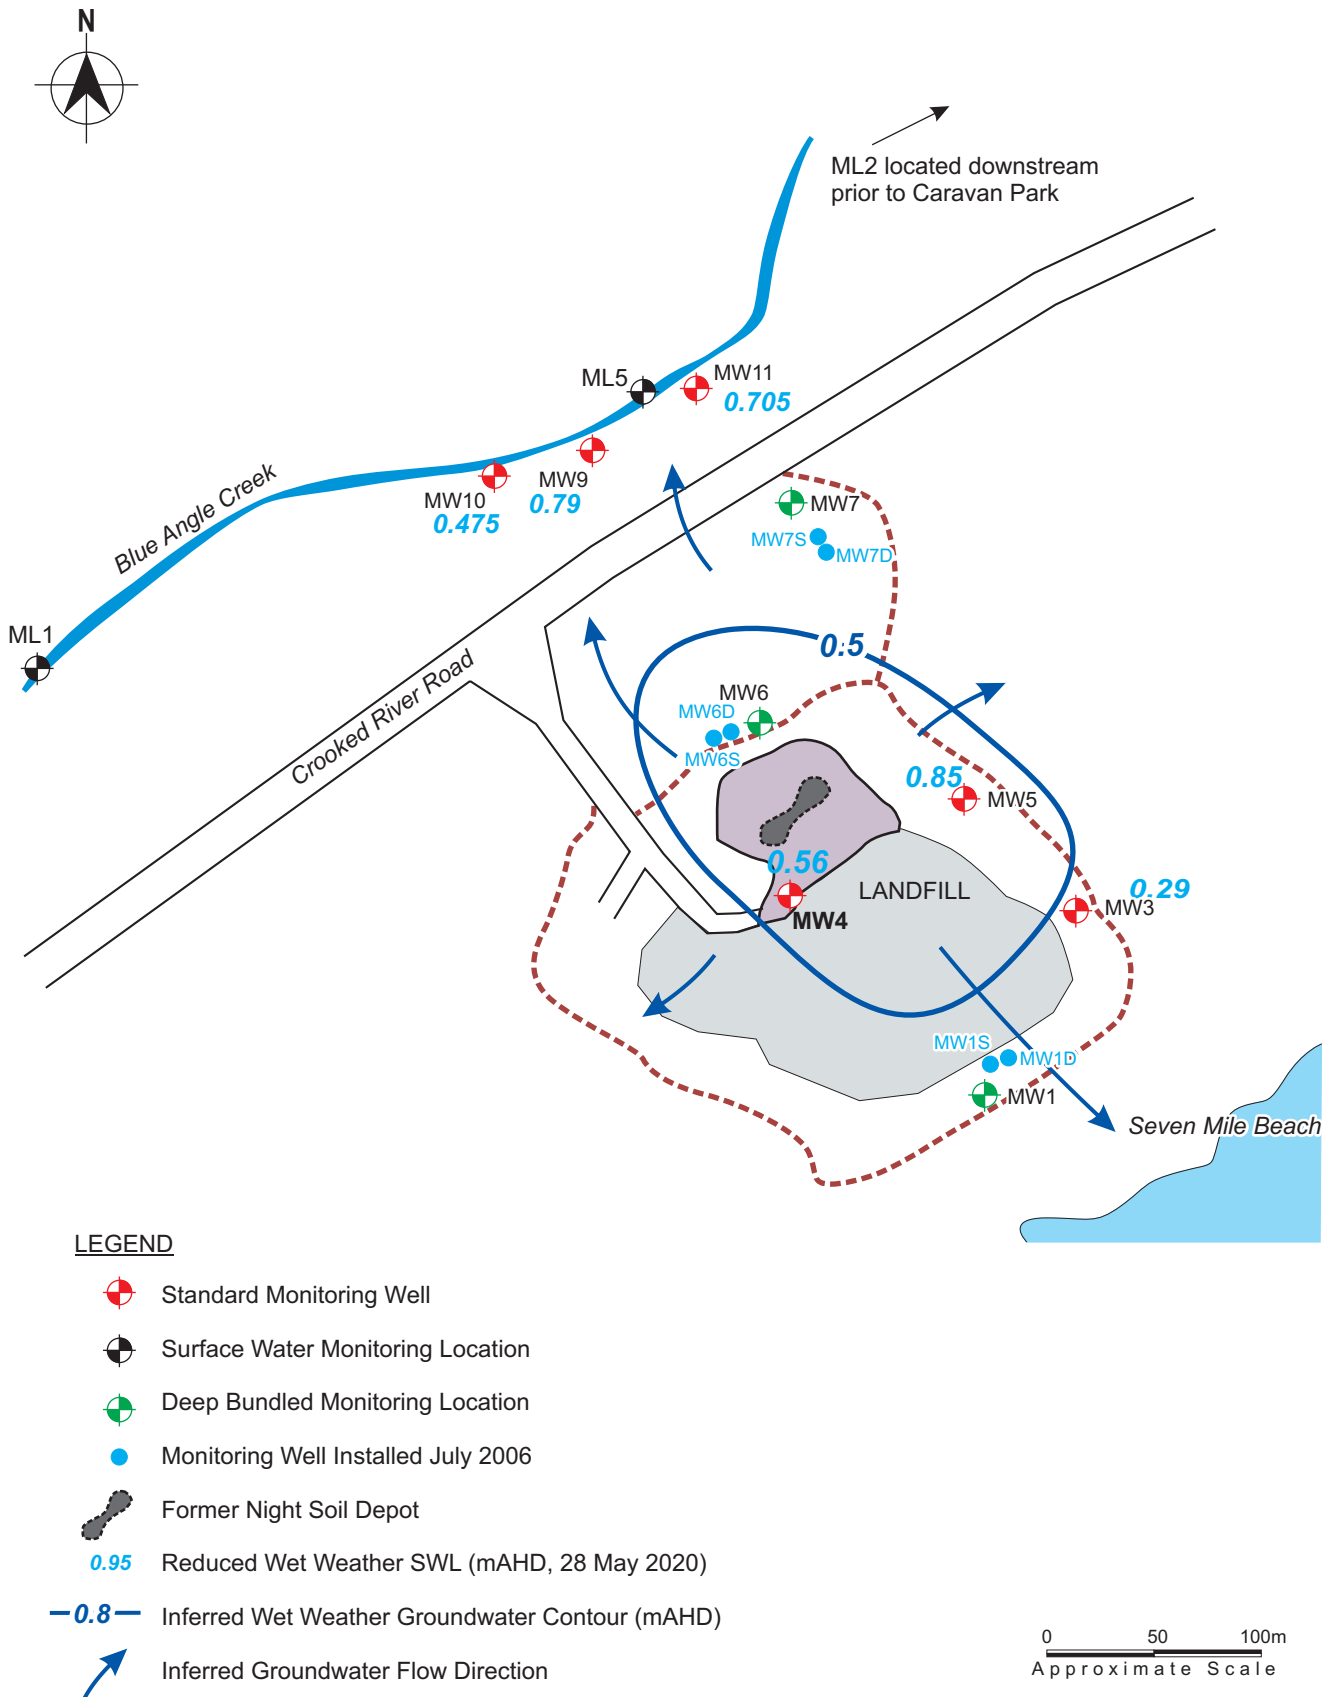 N
ML2 located downstream
prior to Caravan Park
ML5
MW11
0.705
MW9
0.79
MW10
0.475
Blue Angle Creek
MW7
MW7S
MW7D
ML1
0.5
Crooked River Road
MW6
MW6D
MW6S
0.85
MW5
0.56
LANDFILL
0.29
MW3
MW4
MW1S
MW1D
MW1
Seven Mile Beach
LEGEND
Standard Monitoring Well
Surface Water Monitoring Location
Deep Bundled Monitoring Location
Monitoring Well Installed July 2006
Former Night Soil Depot
0.95 Reduced Wet Weather SWL (mAHD, 28 May 2020)
0.8 Inferred Wet Weather Groundwater Contour (mAHD)
Inferred Groundwater Flow Direction
0 50 100m
Approximate Scale